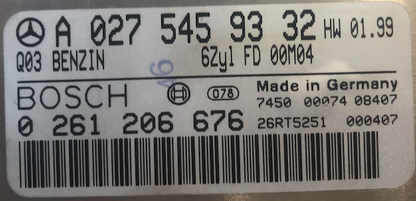 A 027 545 93 32 HW 01.99
Q03 BENZIN 6Zyl FD 00M04
BOSCH 078 Made in Germany
7450 00074 08407
0 261 206 676 26RT5251 000407